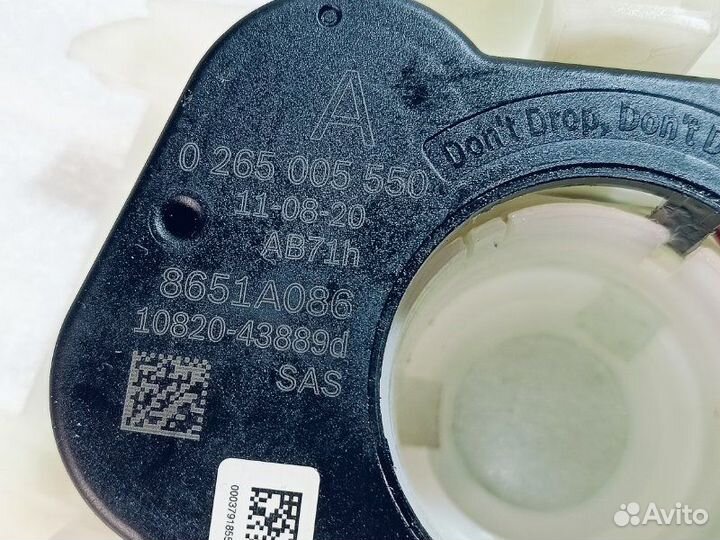 A
Don't Drop, Don't D
0 265 005 550
11-08-20
AB71h
8651A086
10820-43889d
SAS
Avito